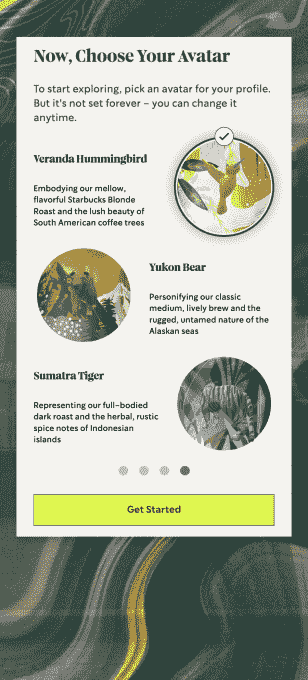 Now, Choose Your Avatar
To start exploring, pick an avatar for your profile.
But it's not set forever – you can change it
anytime.
Veranda Hummingbird
Embodying our mellow,
flavorful Starbucks Blonde
Roast and the lush beauty of
South American coffee trees
Yukon Bear
Personifying our classic
medium, lively brew and the
rugged, untamed nature of the
Alaskan seas
Sumatra Tiger
Representing our full-bodied
dark roast and the herbal, rustic
spice notes of Indonesian
islands
Get Started